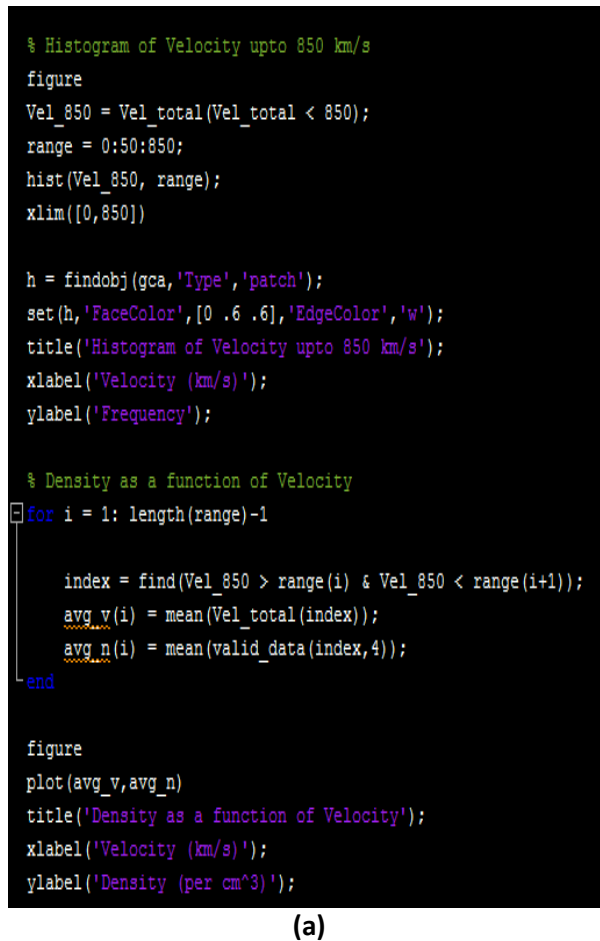 % Histogram of Velocity upto 850 km/s
figure
Vel_850 = Vel_total(Vel_total < 850);
range = 0:50:850;
hist(Vel_850, range);
xlim([0,850])
h = findobj(gca,'Type','patch');
set(h,'FaceColor',[0 .6 .6],'EdgeColor','w');
title('Histogram of Velocity upto 850 km/s');
xlabel('Velocity (km/s)');
ylabel('Frequency');
% Density as a function of Velocity
for i = 1: length(range)-1
index = find(Vel_850 > range(i) & Vel_850 < range(i+1));
avg_v(i) = mean(Vel_total(index));
avg_n(i) = mean(valid_data(index,4));
end
figure
plot(avg_v,avg_n)
title('Density as a function of Velocity');
xlabel('Velocity (km/s)');
ylabel('Density (per cm^3)');
(a)